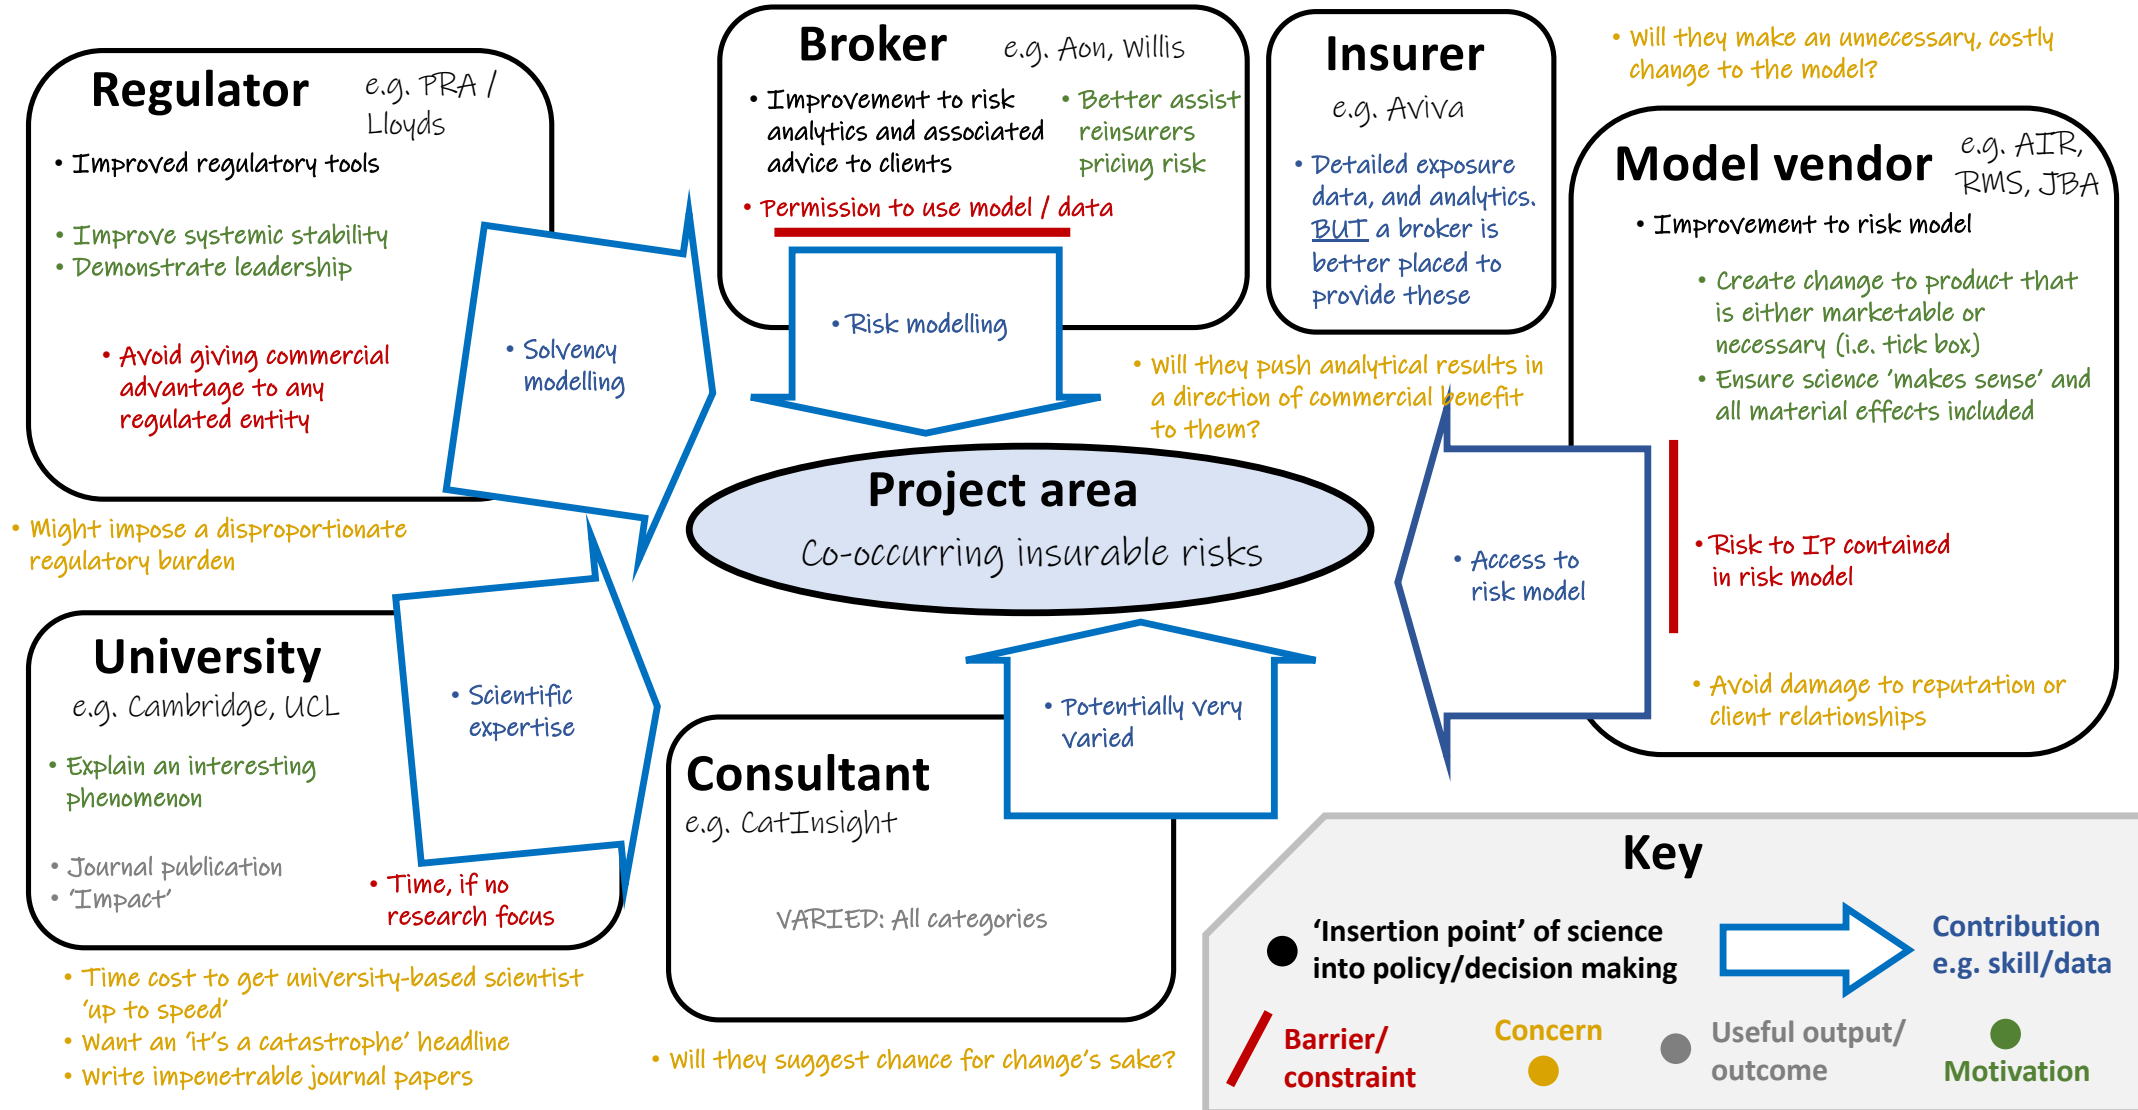 Regulator
e.g. PRA /
Lloyds
• Improved regulatory tools
• Improve systemic stability
• Demonstrate leadership
• Avoid giving commercial
advantage to any
regulated entity
• Solvency
modelling
• Might impose a disproportionate
regulatory burden
Broker
e.g. Aon, Willis
• Improvement to risk
analytics and associated
advice to clients
• Better assist
reinsurers
pricing risk
• Permission to use model / data
• Risk modelling
• Will they push analytical results in
a direction of commercial benefit
to them?
Insurer
e.g. Aviva
• Detailed exposure
data, and analytics.
BUT a broker is
better placed to
provide these
• Will they make an unnecessary, costly
change to the model?
Model vendor
e.g. AIR,
RMS, JBA
• Improvement to risk model
• Create change to product that
is either marketable or
necessary (i.e. tick box)
• Ensure science ‘makes sense’ and
all material effects included
• Access to
risk model
• Risk to IP contained
in risk model
• Avoid damage to reputation or
client relationships
Project area
Co-occurring insurable risks
University
e.g. Cambridge, UCL
• Explain an interesting
phenomenon
• Journal publication
• ‘Impact’
• Scientific
expertise
• Time, if no
research focus
• Time cost to get university-based scientist
‘up to speed’
• Want an ‘it’s a catastrophe’ headline
• Write impenetrable journal papers
Consultant
e.g. CatInsight
• Potentially very
varied
VARIED: All categories
• Will they suggest chance for change’s sake?
Key
‘Insertion point’ of science
into policy/decision making
Contribution
e.g. skill/data
Barrier/
constraint
Concern
Useful output/
outcome
Motivation